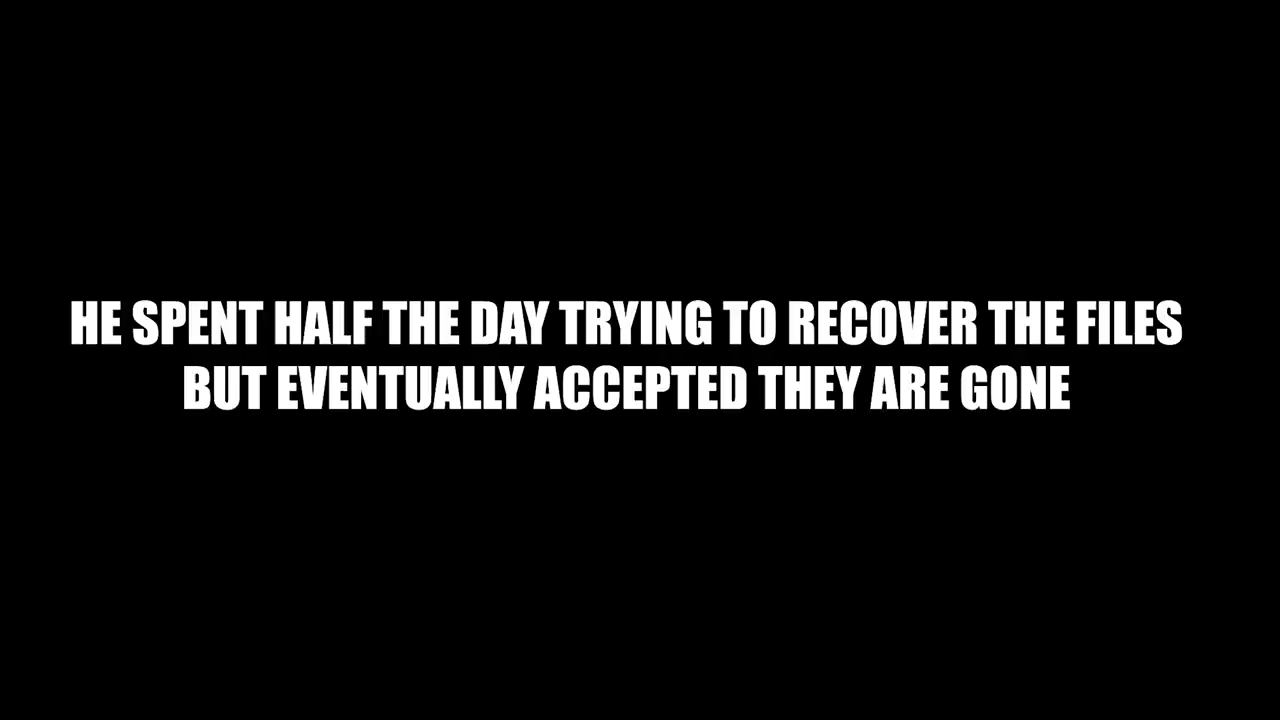 HE SPENT HALF THE DAY TRYING TO RECOVER THE FILES
BUT EVENTUALLY ACCEPTED THEY ARE GONE